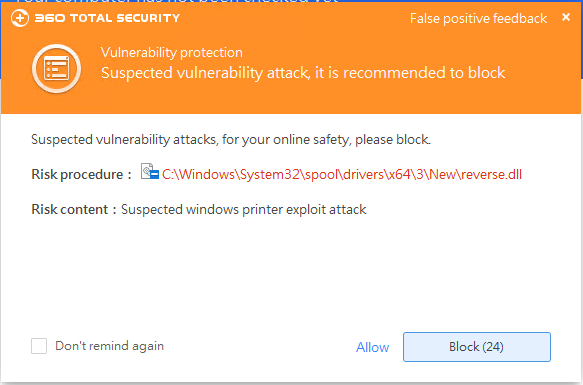 Your computer has not been checked yet
360 TOTAL SECURITY
False positive feedback
Vulnerability protection
Suspected vulnerability attack, it is recommended to block
Suspected vulnerability attacks, for your online safety, please block.
Risk procedure : C:\Windows\System32\spool\drivers\x64\3\New\reverse.dll
Risk content : Suspected windows printer exploit attack
Don't remind again
Allow
Block (24)